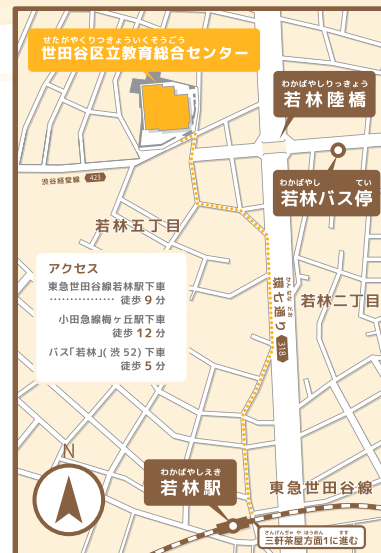 せたがやくりつきょういくそうごう
世田谷区立教育総合センター
わかばやしりっきょう
若林陸橋
わかばやし てい
若林バス停
渋谷経堂線 423
若林五丁目
アクセス
東急世田谷線若林駅下車
‥‥‥‥‥‥‥ 徒歩 9 分
小田急線梅ヶ丘駅下車
徒歩 12 分
バス「若林」(渋 52) 下車
徒歩 5 分
かん なな どお
環七通り
318
若林二丁目
N
わかばやしえき
若林駅
東急世田谷線
さんげんぢゃ や ほうめん すす
三軒茶屋方面1に進む